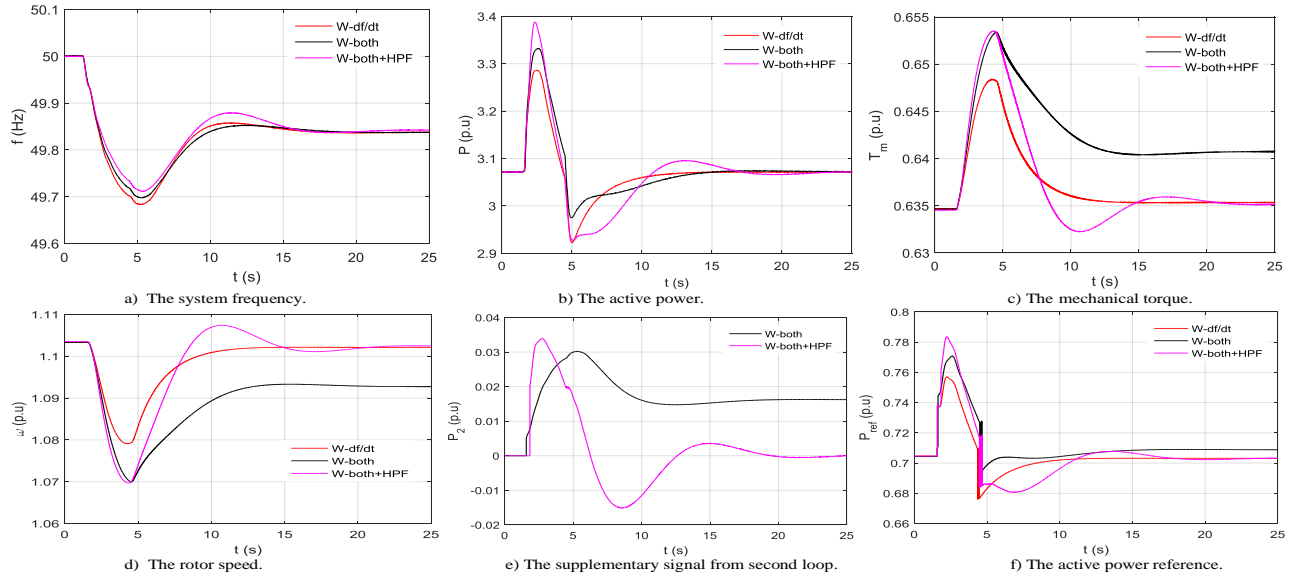 50.1
50
49.9
49.8
49.7
49.6
f (Hz)
W-df/dt
W-both
W-both+HPF
0 5 10 15 20 25
t (s)
a) The system frequency.
3.4
3.3
3.2
3.1
3
2.9
P (p.u)
W-df/dt
W-both
W-both+HPF
0 5 10 15 20 25
t (s)
b) The active power.
0.655
0.65
0.645
0.64
0.635
0.63
Tm (p.u)
W-df/dt
W-both
W-both+HPF
0 5 10 15 20 25
t (s)
c) The mechanical torque.
1.11
1.1
1.09
1.08
1.07
1.06
ω (p.u)
W-df/dt
W-both
W-both+HPF
0 5 10 15 20 25
t (s)
d) The rotor speed.
0.04
0.03
0.02
0.01
0
-0.01
-0.02
P2 (p.u)
W-both
W-both+HPF
0 5 10 15 20 25
t (s)
e) The supplementary signal from second loop.
0.8
0.78
0.76
0.74
0.72
0.7
0.68
0.66
Pref (p.u)
W-df/dt
W-both
W-both+HPF
0 5 10 15 20 25
t (s)
f) The active power reference.